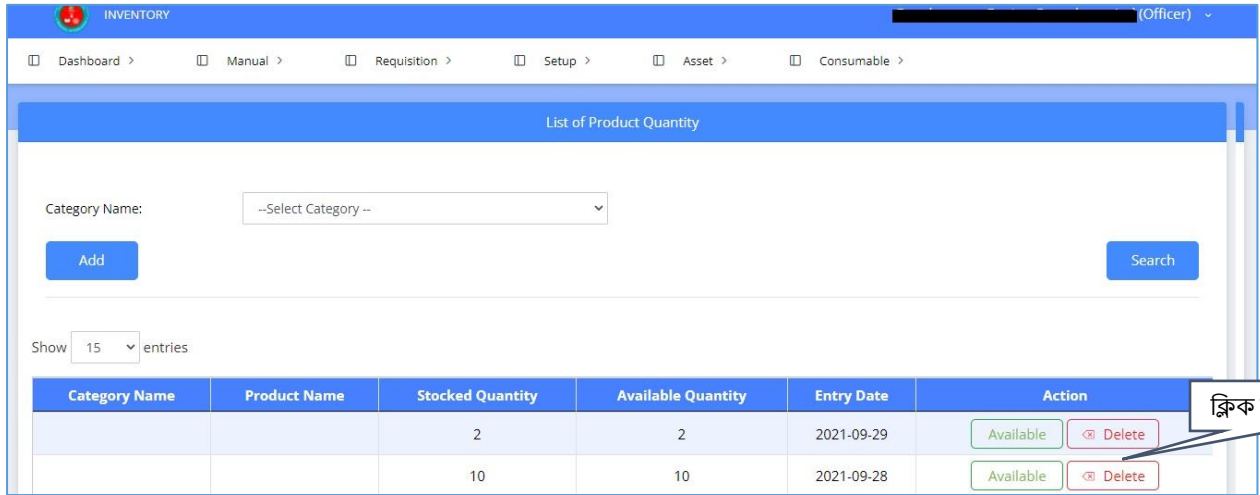 INVENTORY (Officer)
Dashboard > Manual > Requisition > Setup > Asset > Consumable >
List of Product Quantity
Category Name: --Select Category --
Add Search
Show 15 entries
Category Name Product Name Stocked Quantity Available Quantity Entry Date Action
ক্লিক
2 2 2021-09-29 Available Delete
10 10 2021-09-28 Available Delete